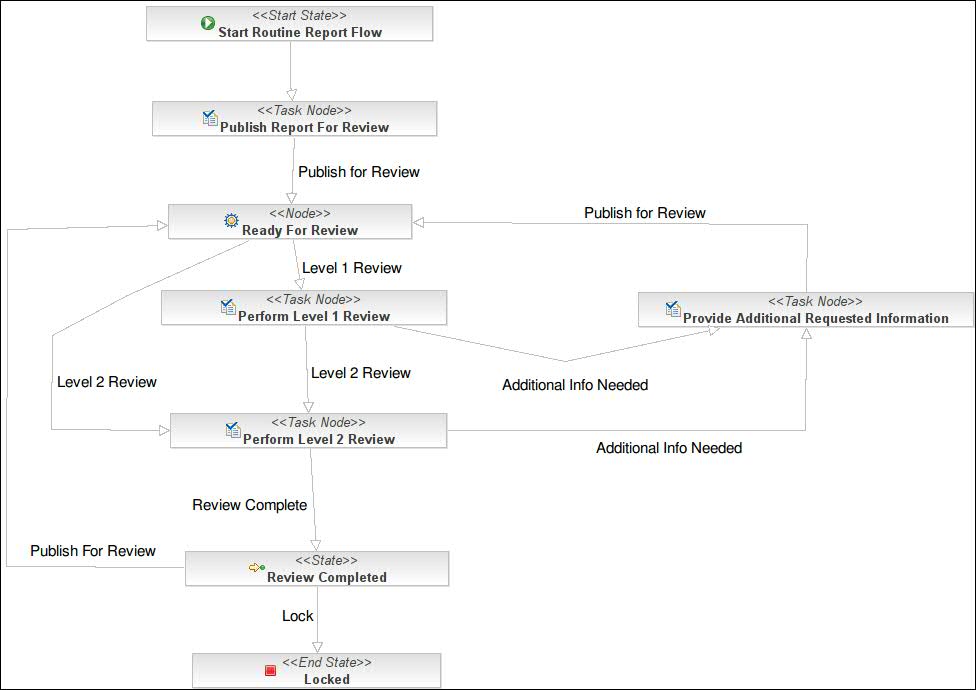 <<Start State>>
Start Routine Report Flow
<<Task Node>>
Publish Report For Review
Publish for Review
<<Node>>
Ready For Review
Publish for Review
Level 1 Review
<<Task Node>>
Perform Level 1 Review
<<Task Node>>
Provide Additional Requested Information
Level 2 Review
Level 2 Review
Additional Info Needed
<<Task Node>>
Perform Level 2 Review
Additional Info Needed
Review Complete
Publish For Review
<<State>>
Review Completed
Lock
<<End State>>
Locked